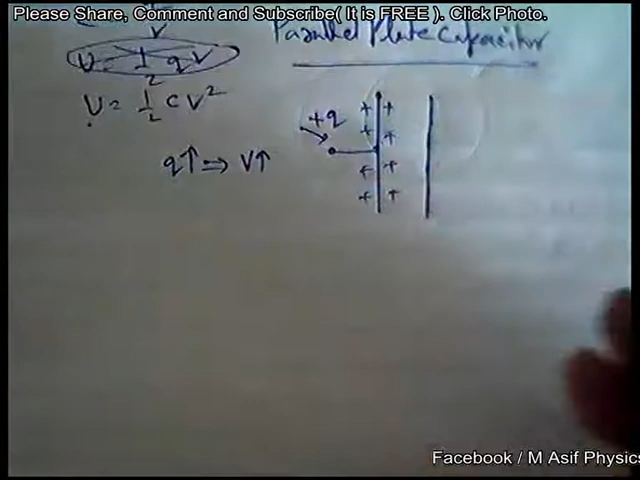 Please Share, Comment and Subscribe( It is FREE ). Click Photo.
Parallel Plate Capacitor
V
U = 1/2 qV
U = 1/2 CV²
q↑ ⇒ V↑
+q
+ +
+ +
+ +
+ +
Facebook / M Asif Physics